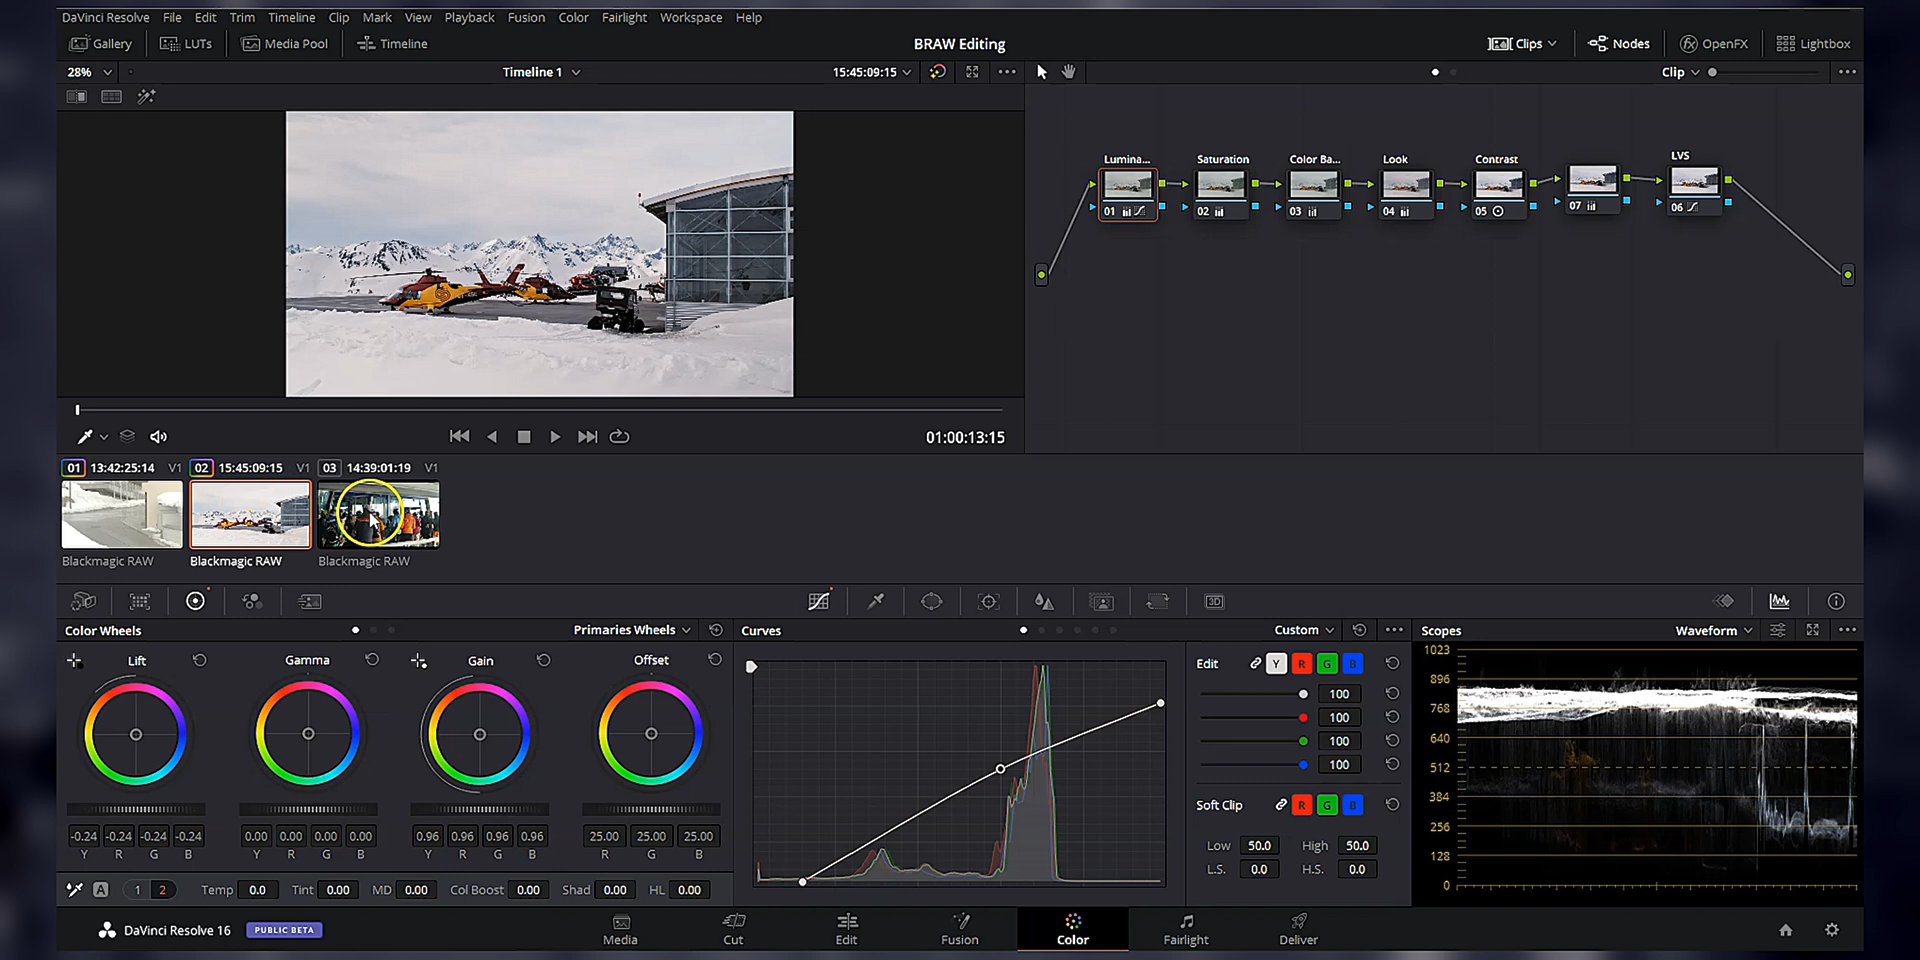 DaVinci Resolve File Edit Trim Timeline Clip Mark View Playback Fusion Color Fairlight Workspace Help
Gallery LUTs Media Pool Timeline BRAW Editing Clips Nodes OpenFX Lightbox
28% Timeline 1 15:45:09:15 Clip
Lumina... Saturation Color Ba... Look Contrast LVS
01 02 03 04 05 07 06
01:00:13:15
01 13:42:25:14 V1 02 15:45:09:15 V1 03 14:39:01:19 V1
Blackmagic RAW Blackmagic RAW Blackmagic RAW
3D
Color Wheels Primaries Wheels Curves Custom Scopes Waveform
Lift Gamma Gain Offset
Edit Y R G B
100
100
100
100
Soft Clip R G B
Low 50.0 High 50.0
L.S. 0.0 H.S. 0.0
1023
896
768
640
512
384
256
128
0
-0.24 -0.24 -0.24 -0.24 0.00 0.00 0.00 0.00 0.96 0.96 0.96 0.96 25.00 25.00 25.00
Y R G B Y R G B Y R G B R G B
A 1 2 Temp 0.0 Tint 0.00 MD 0.00 Col Boost 0.00 Shad 0.00 HL 0.00
DaVinci Resolve 16 PUBLIC BETA Media Cut Edit Fusion Color Fairlight Deliver